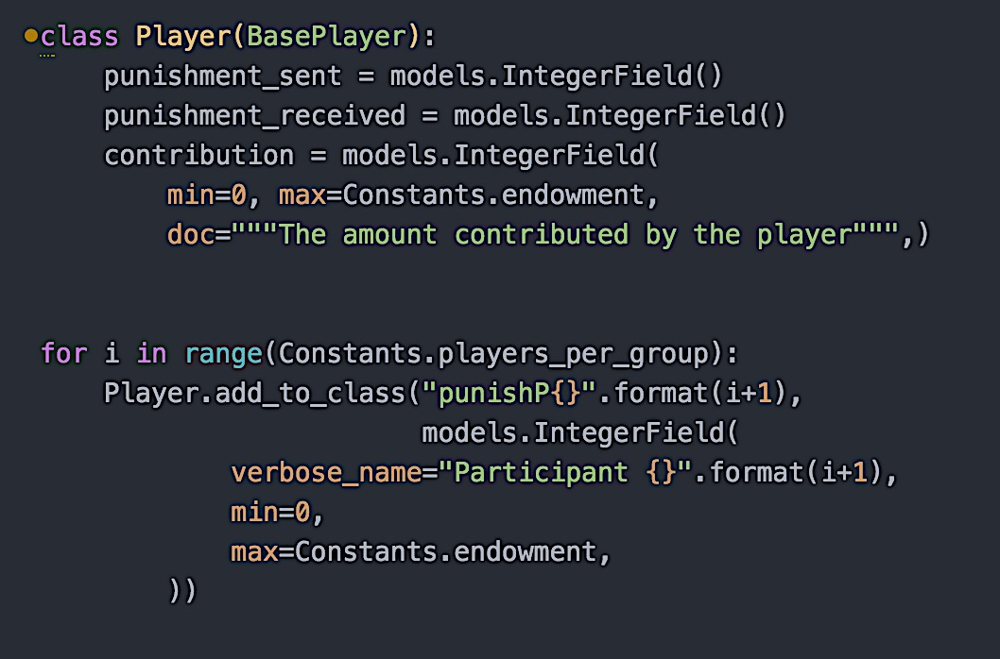 class Player(BasePlayer):
    punishment_sent = models.IntegerField()
    punishment_received = models.IntegerField()
    contribution = models.IntegerField(
        min=0, max=Constants.endowment,
        doc="""The amount contributed by the player""",)
for i in range(Constants.players_per_group):
    Player.add_to_class("punishP{}".format(i+1),
                        models.IntegerField(
            verbose_name="Participant {}".format(i+1),
            min=0,
            max=Constants.endowment,
        ))